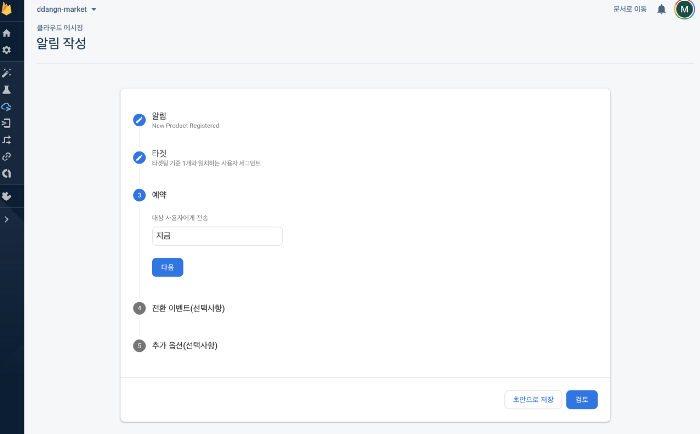 ddangn-market
문서로 이동
M
클라우드 메시징
알림 작성
알림
New Product Registered
타겟
타겟팅 기준 1개와 일치하는 사용자 세그먼트
3 예약
대상 사용자에게 전송
지금
다음
4 전환 이벤트(선택사항)
5 추가 옵션(선택사항)
초안으로 저장
검토